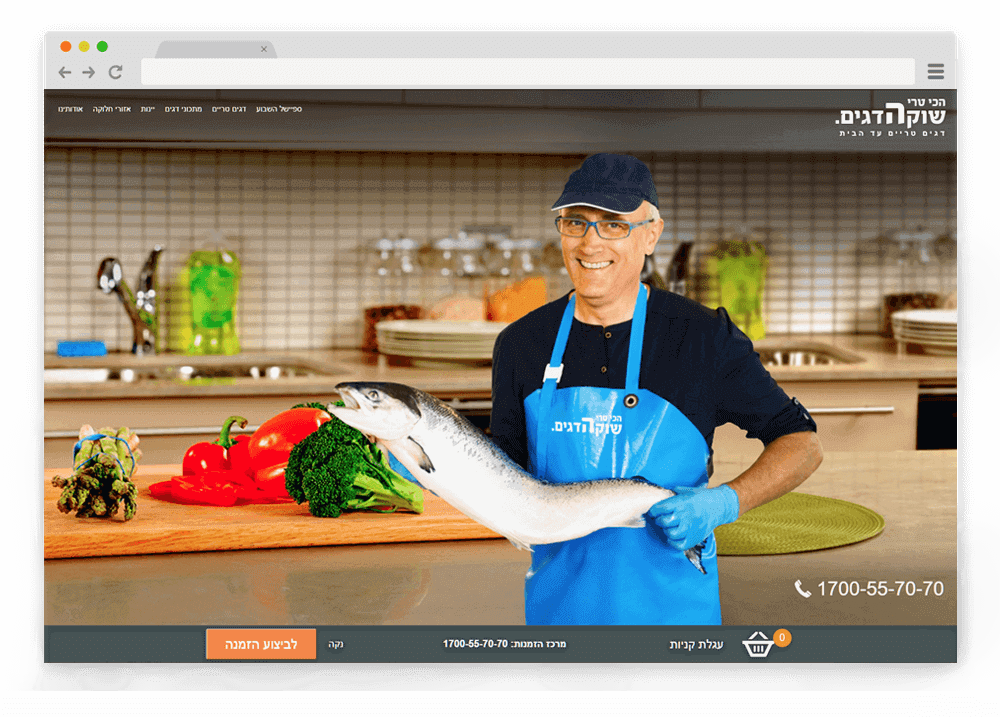 הכי טרי
שוקהדגים.
דגים טריים עד הבית
ספיישל השבוע דגים טריים מתכוני דגים יינות אזורי חלוקה אודותינו
הכי טרי
שוקהדגים.
1700-55-70-70
0
עגלת קניות
מרכז הזמנות: 1700-55-70-70
נקה
לביצוע הזמנה